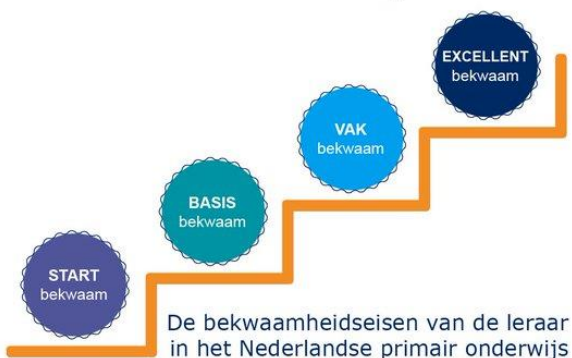 EXCELLENT
bekwaam
VAK
bekwaam
BASIS
bekwaam
START
bekwaam
De bekwaamheidseisen van de leraar
in het Nederlandse primair onderwijs